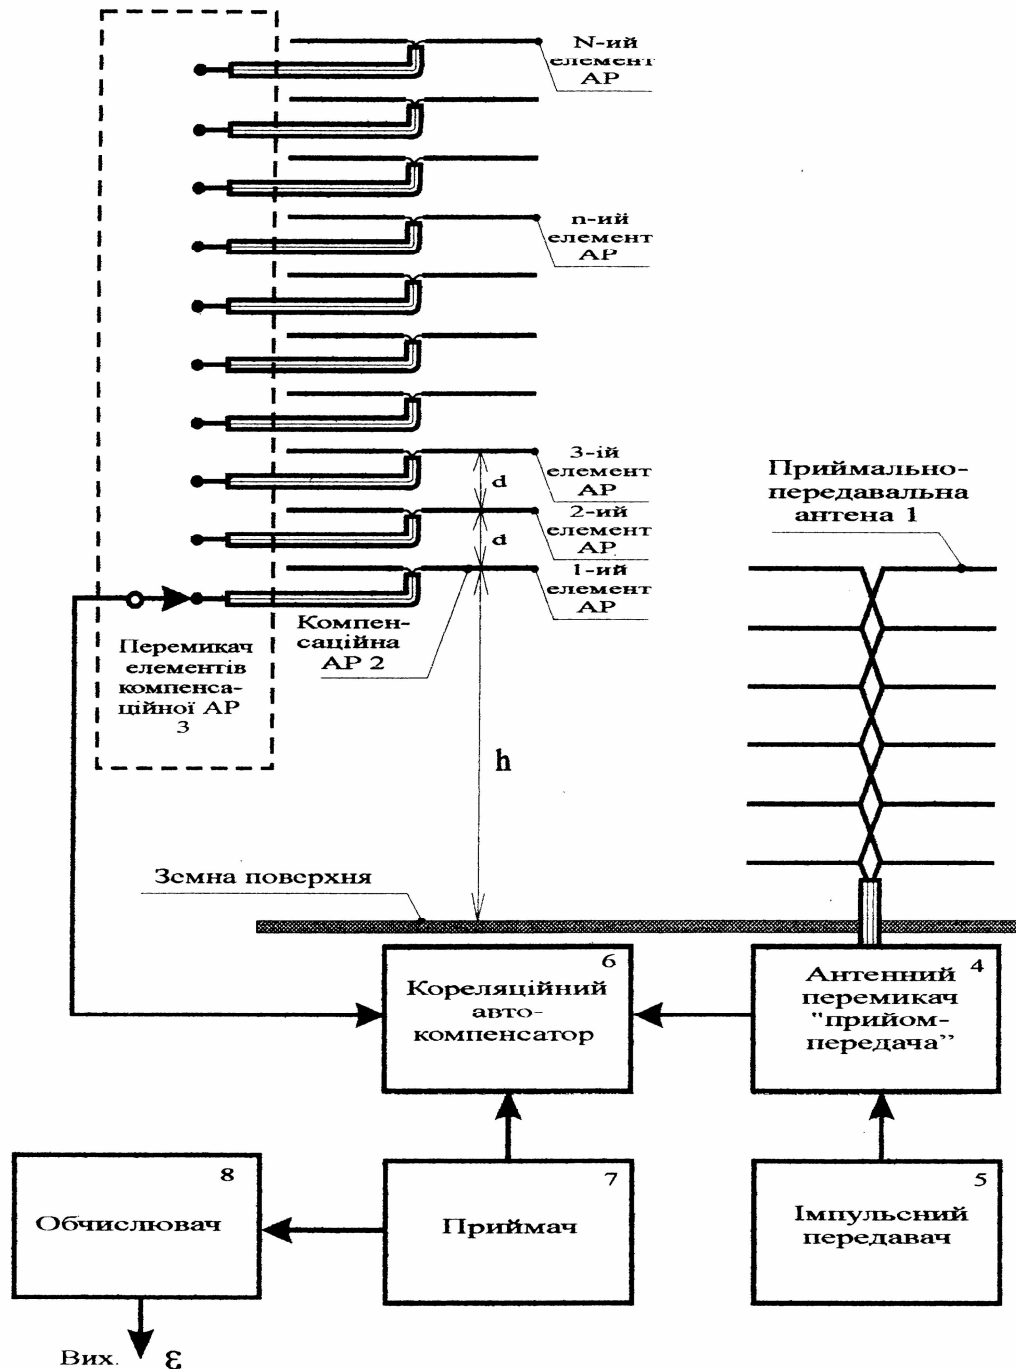 N-ий
елемент
АР
n-ий
елемент
АР
3-ій
елемент
АР
d
2-ий
елемент
АР
d
1-ий
елемент
АР
Компен-
саційна
АР 2
Перемикач
елементів
компенса-
ційної АР
3
h
Приймально-
передавальна
антена 1
Земна поверхня
6
Кореляційний
авто-
компенсатор
4
Антенний
перемикач
"прийом-
передача”
8
Обчислювач
7
Приймач
5
Імпульсний
передавач
Вих. ε